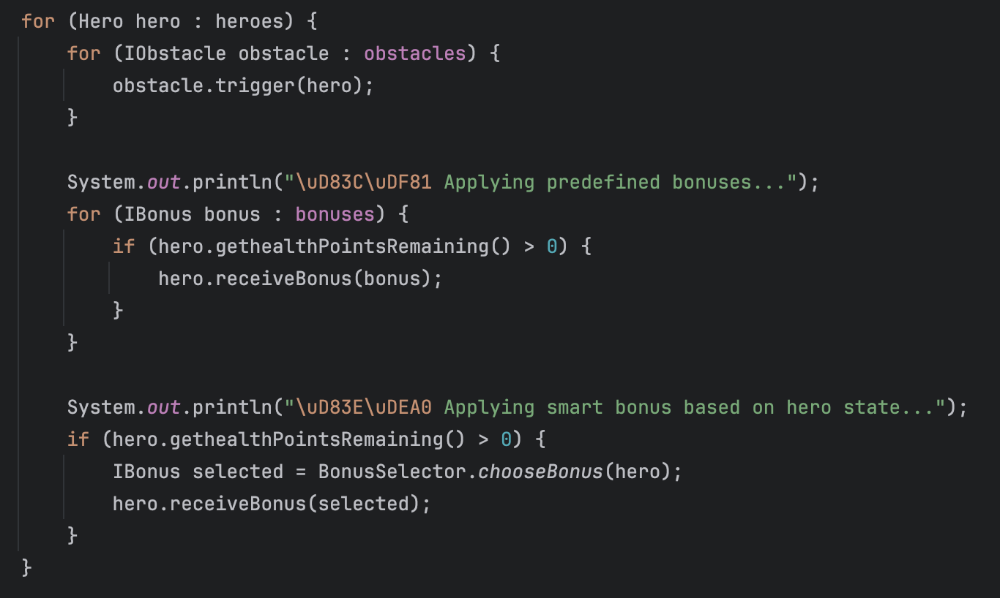 for (Hero hero : heroes) {
    for (IObstacle obstacle : obstacles) {
        obstacle.trigger(hero);
    }

    System.out.println("\uD83C\uDF81 Applying predefined bonuses...");
    for (IBonus bonus : bonuses) {
        if (hero.gethealthPointsRemaining() > 0) {
            hero.receiveBonus(bonus);
        }
    }

    System.out.println("\uD83E\uDEA0 Applying smart bonus based on hero state...");
    if (hero.gethealthPointsRemaining() > 0) {
        IBonus selected = BonusSelector.chooseBonus(hero);
        hero.receiveBonus(selected);
    }
}